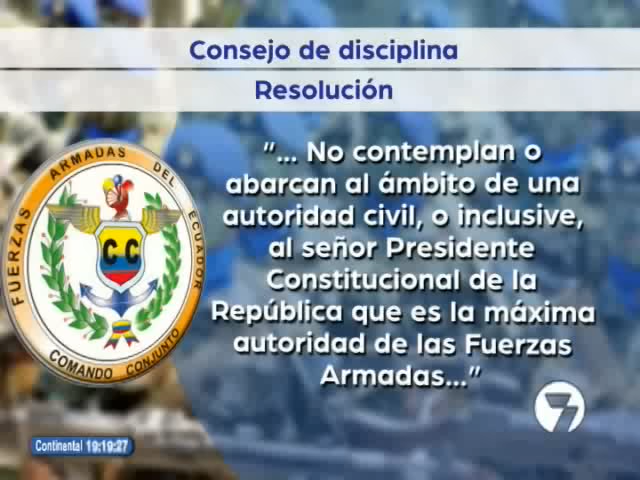 Consejo de disciplina
Resolución
"... No contemplan o
abarcan al ámbito de una
autoridad civil, o inclusive,
al señor Presidente
Constitucional de la
República que es la máxima
autoridad de las Fuerzas
Armadas..."
FUERZAS ARMADAS DEL ECUADOR
CC
COMANDO CONJUNTO
7
Continental 19:19:27